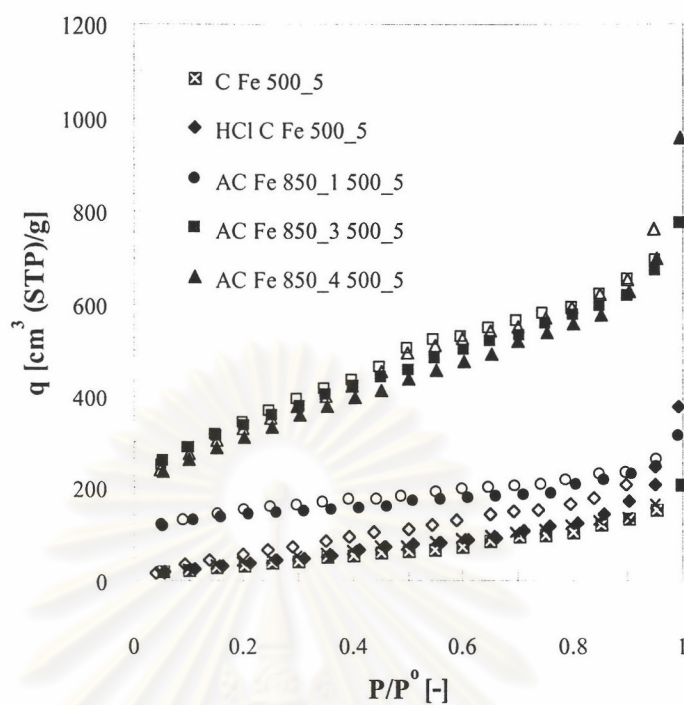 1200
1000
800
600
400
200
0
q [cm³ (STP)/g]
C Fe 500_5
HCl C Fe 500_5
AC Fe 850_1 500_5
AC Fe 850_3 500_5
AC Fe 850_4 500_5
0 0.2 0.4 0.6 0.8 1
P/P° [-]